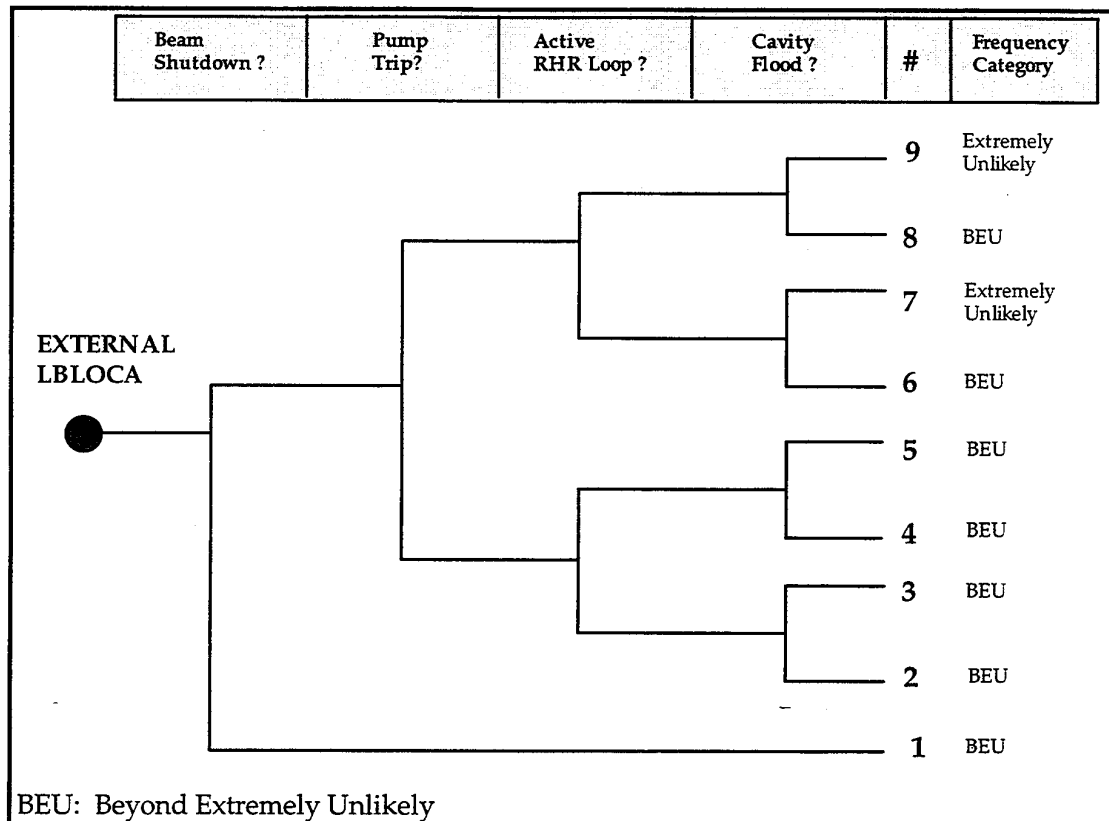 Beam
Shutdown ?
Pump
Trip?
Active
RHR Loop ?
Cavity
Flood ?
#
Frequency
Category
9
Extremely
Unlikely
8
BEU
7
Extremely
Unlikely
EXTERNAL
LBLOCA
6
BEU
5
BEU
4
BEU
3
BEU
2
BEU
1
BEU
BEU: Beyond Extremely Unlikely